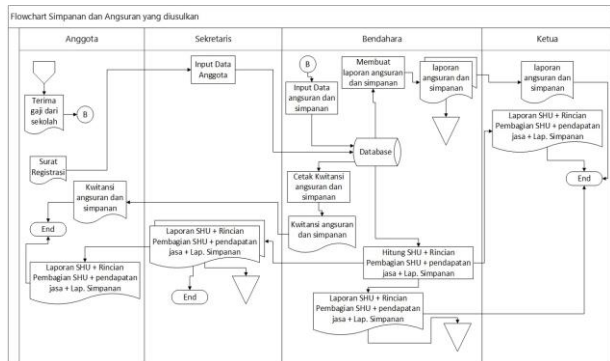 Flowchart Simpanan dan Angsuran yang diusulkan
Anggota
Sekretaris
Bendahara
Ketua
Terima
gaji dari
sekolah
B
Surat
Registrasi
Kwitansi
angsuran dan
simpanan
End
Laporan SHU + Rincian
Pembagian SHU + pendapatan
jasa + Lap. Simpanan
Input Data
Anggota
Laporan SHU + Rincian
Pembagian SHU + pendapatan
jasa + Lap. Simpanan
End
B
Input Data
angsuran dan
simpanan
Membuat
laporan angsuran
dan simpanan
laporan
angsuran dan
simpanan
Database
Cetak Kwitansi
angsuran dan
simpanan
Kwitansi angsuran
dan simpanan
Hitung SHU + Rincian
Pembagian SHU + pendapatan
jasa + Lap. Simpanan
Laporan SHU + Rincian
Pembagian SHU + pendapatan
jasa + Lap. Simpanan
laporan
angsuran dan
simpanan
Laporan SHU + Rincian
Pembagian SHU + pendapatan
jasa + Lap. Simpanan
End